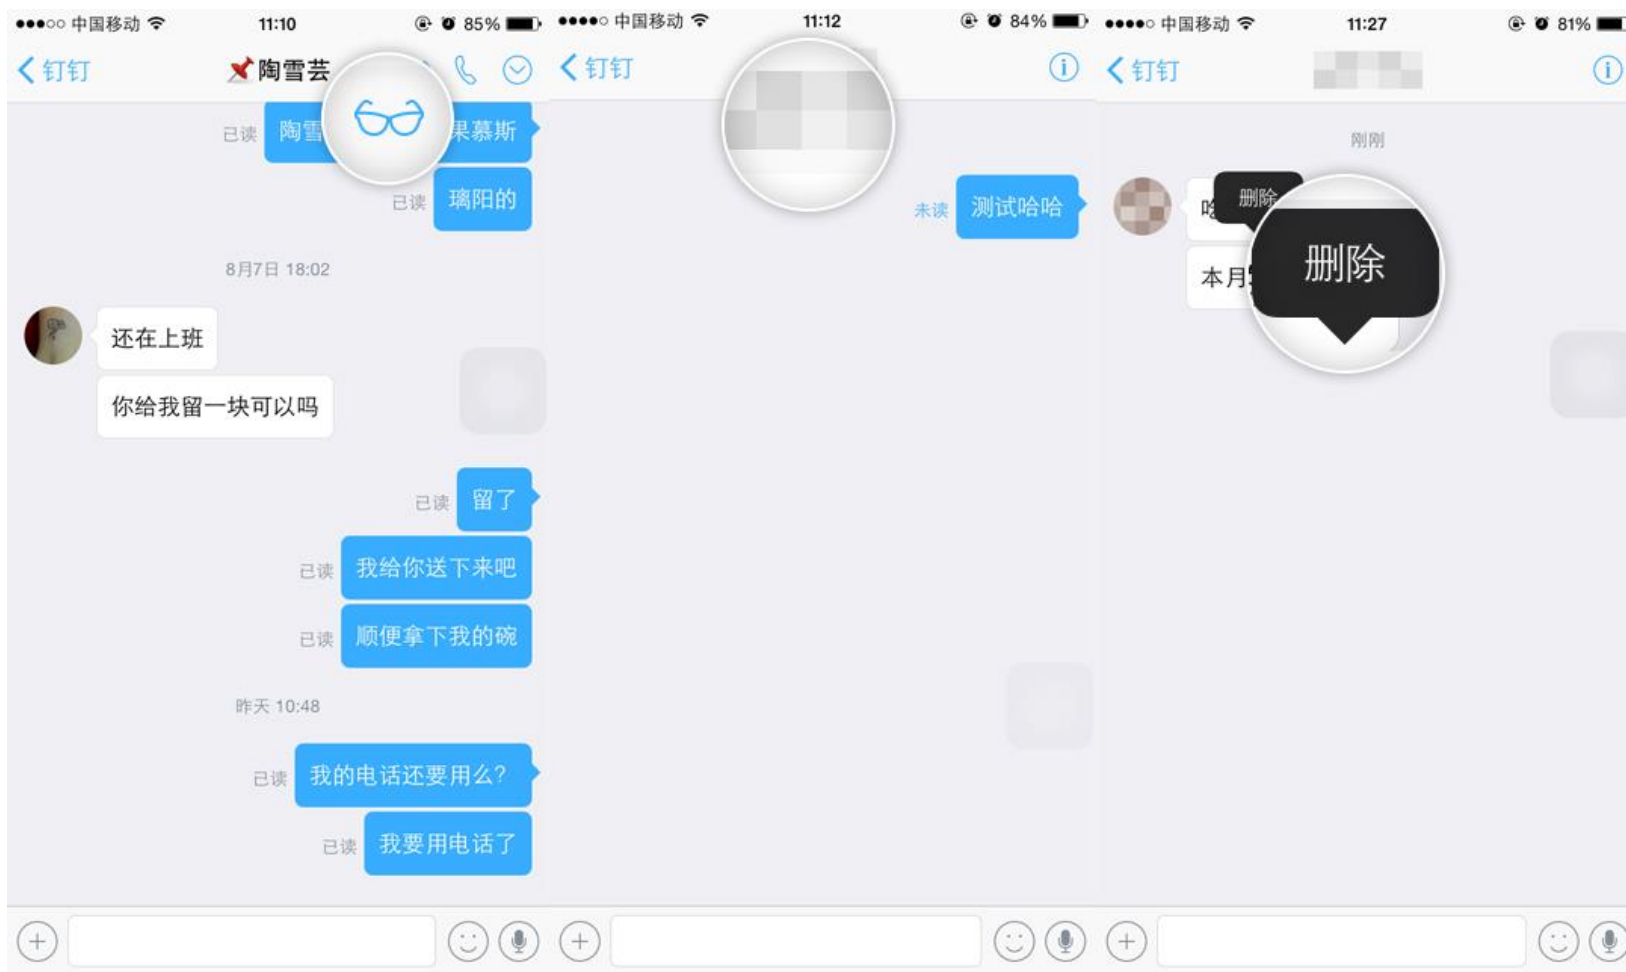 中国移动
11:10
85%
钉钉
陶雪芸
已读
陶雪
果慕斯
已读
璃阳的
8月7日 18:02
还在上班
你给我留一块可以吗
已读
留了
已读
我给你送下来吧
已读
顺便拿下我的碗
昨天 10:48
已读
我的电话还要用么？
已读
我要用电话了
中国移动
11:12
84%
钉钉
未读
测试哈哈
中国移动
11:27
81%
钉钉
刚刚
删除
删除
本月